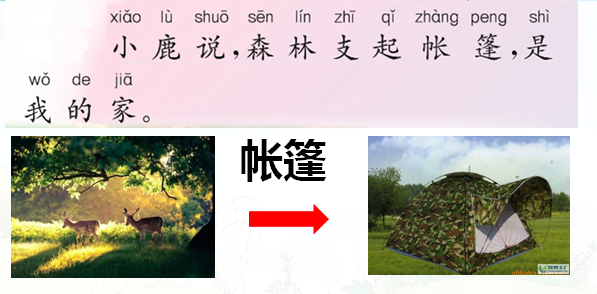 xiǎo lù shuō sēn lín zhī qǐ zhàng peng shì
小鹿说，森林支起帐篷，是
wǒ de jiā
我的家。
帐篷